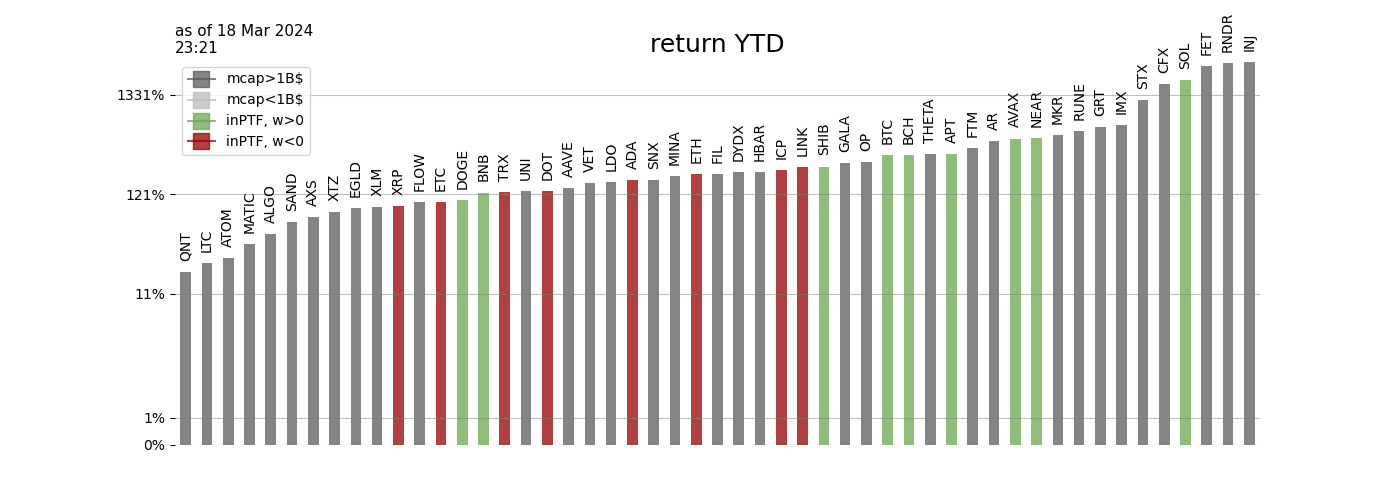 as of 18 Mar 2024
23:21
return YTD
mcap>1B$
mcap<1B$
inPTF, w>0
inPTF, w<0
1331%
121%
11%
1%
0%
QNT
LTC
ATOM
MATIC
ALGO
SAND
AXS
XTZ
EGLD
XLM
XRP
FLOW
ETC
DOGE
BNB
TRX
UNI
DOT
AAVE
VET
LDO
ADA
SNX
MINA
ETH
FIL
DYDX
HBAR
ICP
LINK
SHIB
GALA
OP
BTC
BCH
THETA
APT
FTM
AR
AVAX
NEAR
MKR
RUNE
GRT
IMX
STX
CFX
SOL
FET
RNDR
INJ